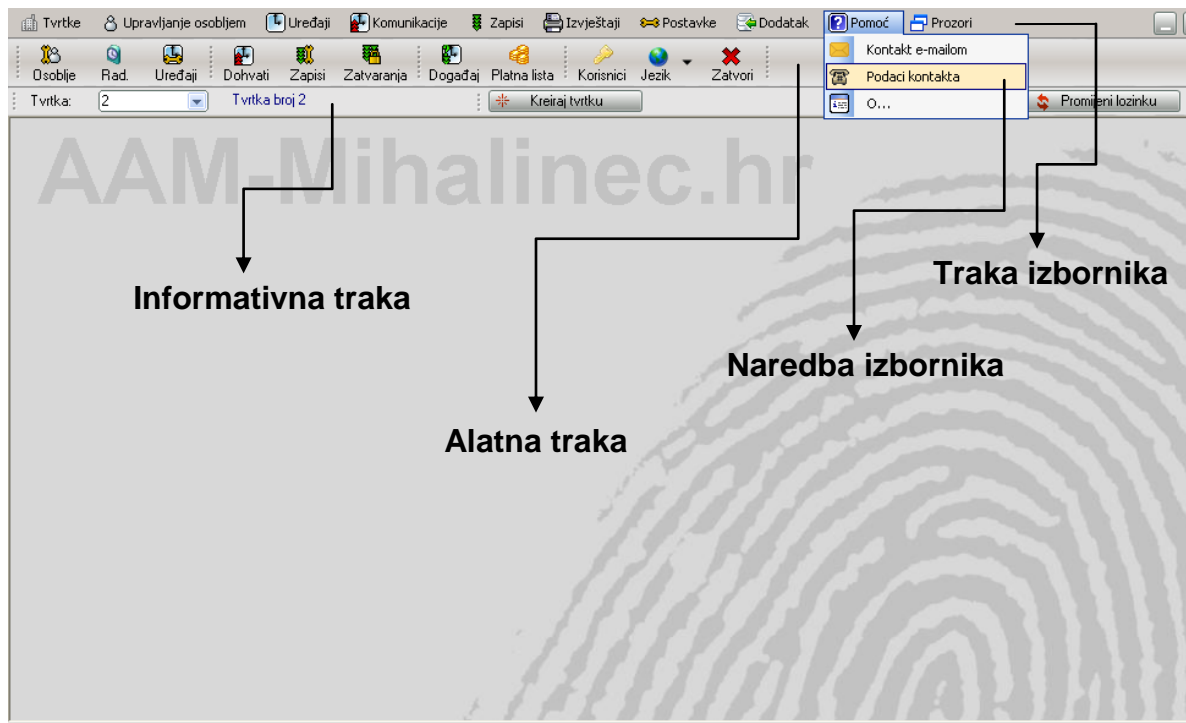 Tvrtke Upravljanje osobljem Uređaji Komunikacije Zapisi Izvještaji Postavke Dodatak Pomoć Prozori
Osoblje Rad. Uređaji Dohvati Zapisi Zatvaranja Događaj Platna lista Korisnici Jezik Zatvori
Kontakt e-mailom
Podaci kontakta
O...
Tvrtka: 2 Tvrtka broj 2 Kreiraj tvrtku Promijeni lozinku
AAM-Mihalinec.hr
Traka izbornika
Informativna traka
Naredba izbornika
Alatna traka